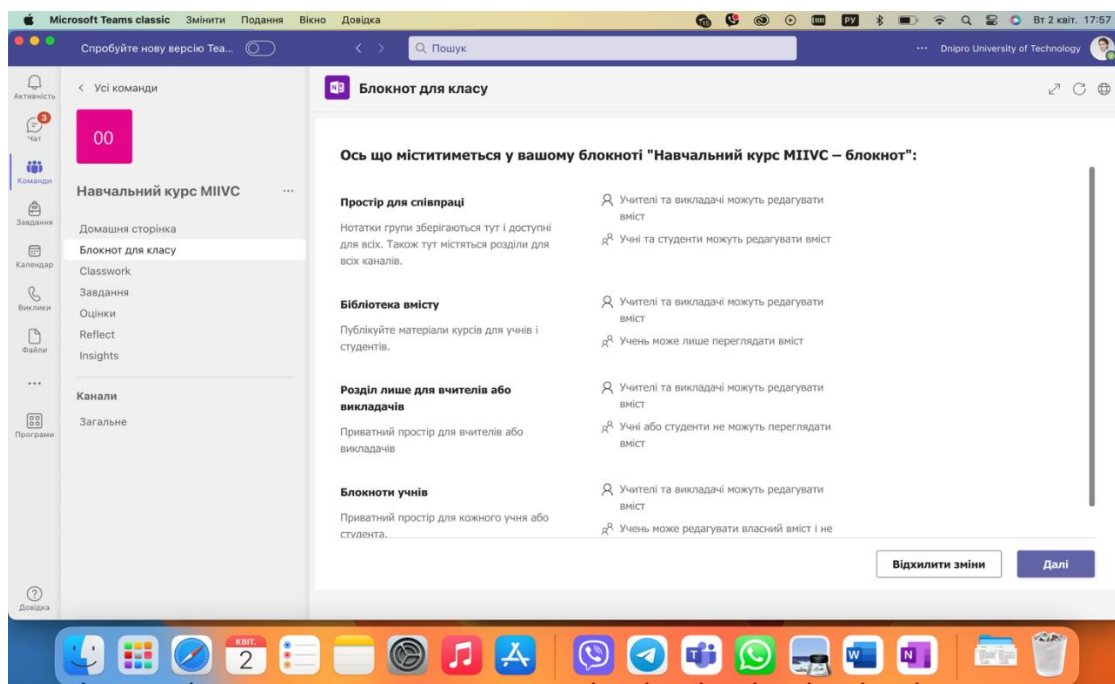 Microsoft Teams classic Змінити Подання Вікно Довідка
РУ
Вт 2 квіт. 17:57
Спробуйте нову версію Теа...
Пошук
Dnipro University of Technology
Активність
Чат
3
Команди
Завдання
Календар
Виклики
Файли
Програми
Довідка
Усі команди
00
Навчальний курс MIIVC
Домашня сторінка
Блокнот для класу
Classwork
Завдання
Оцінки
Reflect
Insights
Канали
Загальне
Блокнот для класу
Ось що міститиметься у вашому блокноті "Навчальний курс MIIVC – блокнот":
Простір для співпраці
Нотатки групи зберігаються тут і доступні
для всіх. Також тут містяться розділи для
всіх каналів.
Учителі та викладачі можуть редагувати
вміст
Учні та студенти можуть редагувати вміст
Бібліотека вмісту
Публікуйте матеріали курсів для учнів і
студентів.
Учителі та викладачі можуть редагувати
вміст
Учень може лише переглядати вміст
Розділ лише для вчителів або
викладачів
Приватний простір для вчителів або
викладачів
Учителі та викладачі можуть редагувати
вміст
Учні або студенти не можуть переглядати
вміст
Блокноти учнів
Приватний простір для кожного учня або
студента.
Учителі та викладачі можуть редагувати
вміст
Учень може редагувати власний вміст і не
Відхилити зміни
Далі
КВІТ.
2